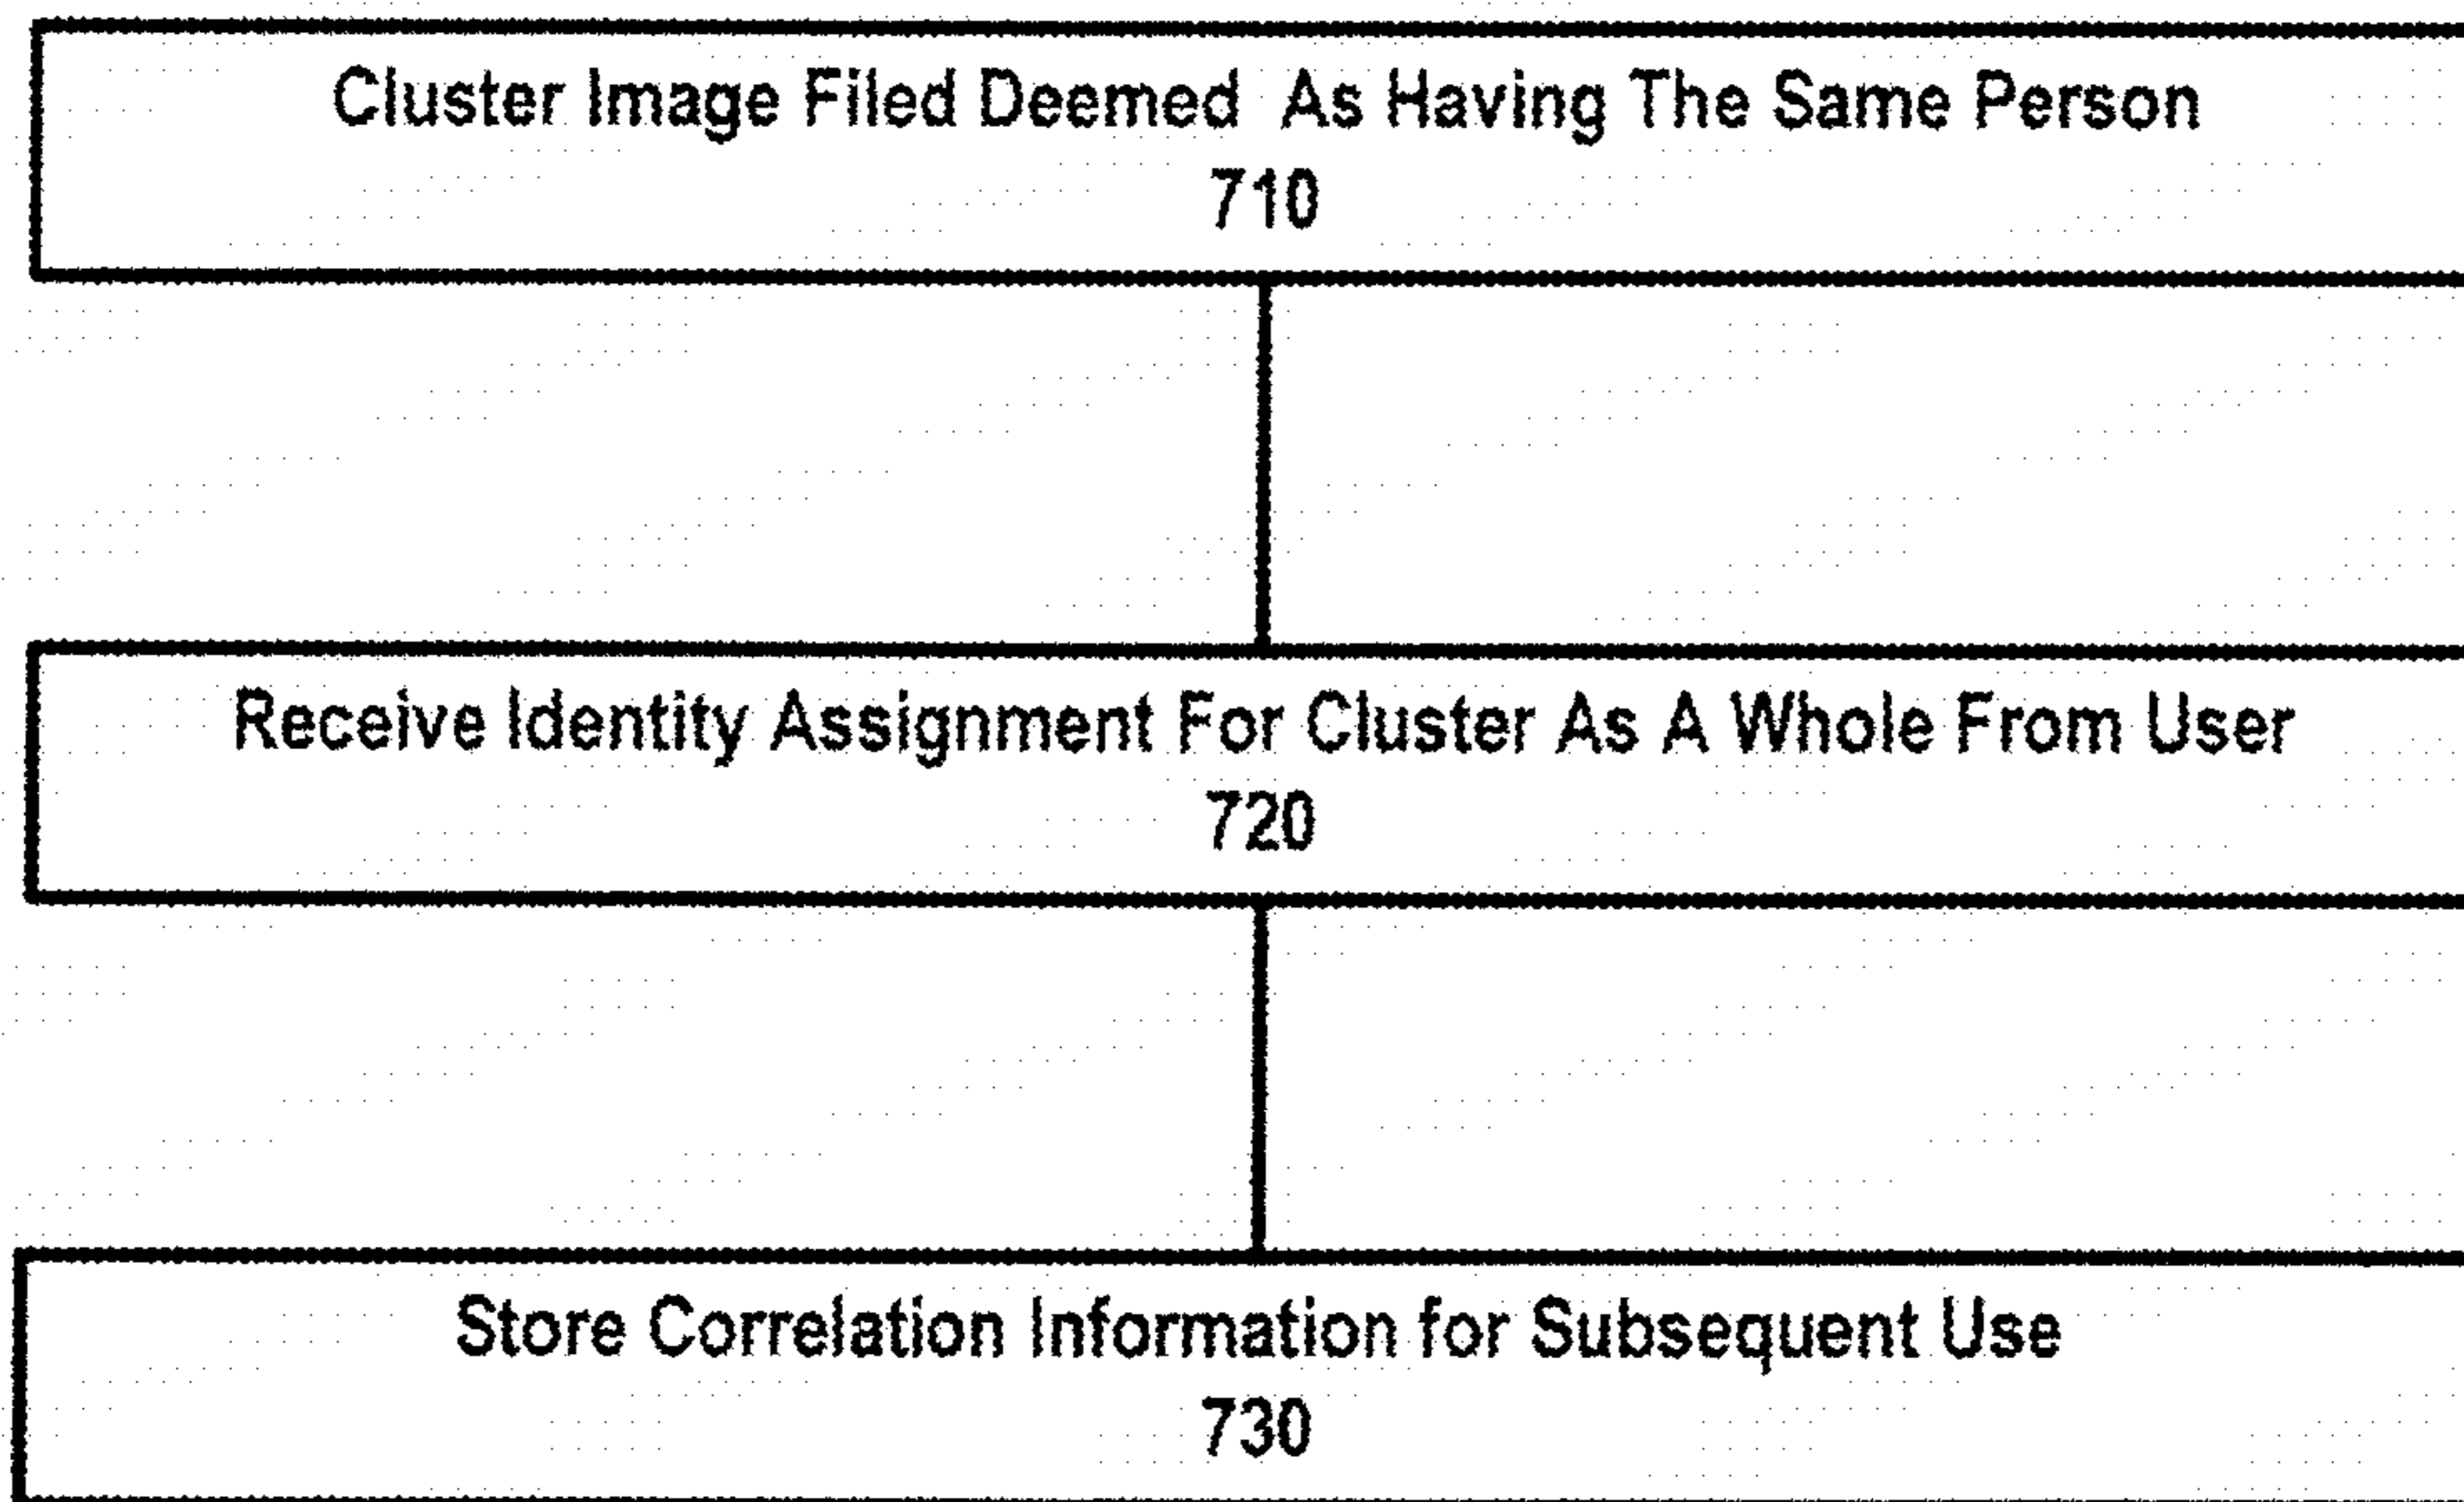 Cluster Image Filed Deemed As Having The Same Person
710
Receive Identity Assignment For Cluster As A Whole From User
720
Store Correlation Information for Subsequent Use
730